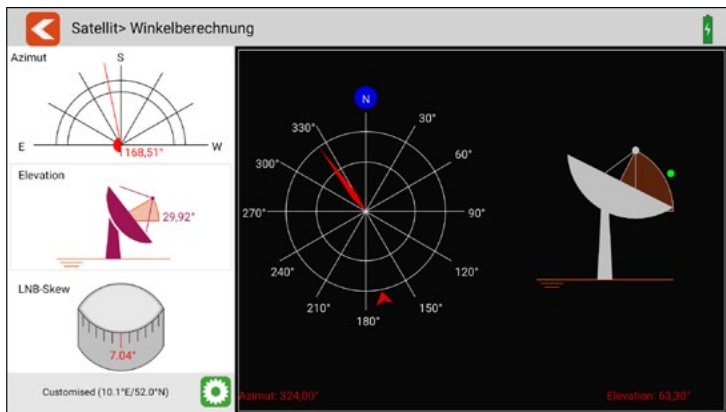 Satellit> Winkelberechnung
Azimut
S
E
W
168,51°
Elevation
29,92°
LNB-Skew
7.04°
Customised (10.1°E/52.0°N)
N
330°
30°
300°
60°
270°
90°
240°
120°
210°
150°
180°
Azimut: 324,00°
Elevation: 63,30°